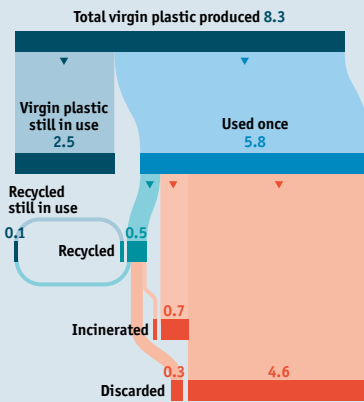 Total virgin plastic produced 8.3
Virgin plastic
still in use
2.5
Used once
5.8
Recycled
still in use
0.1
0.5
Recycled
0.7
Incinerated
0.3
4.6
Discarded